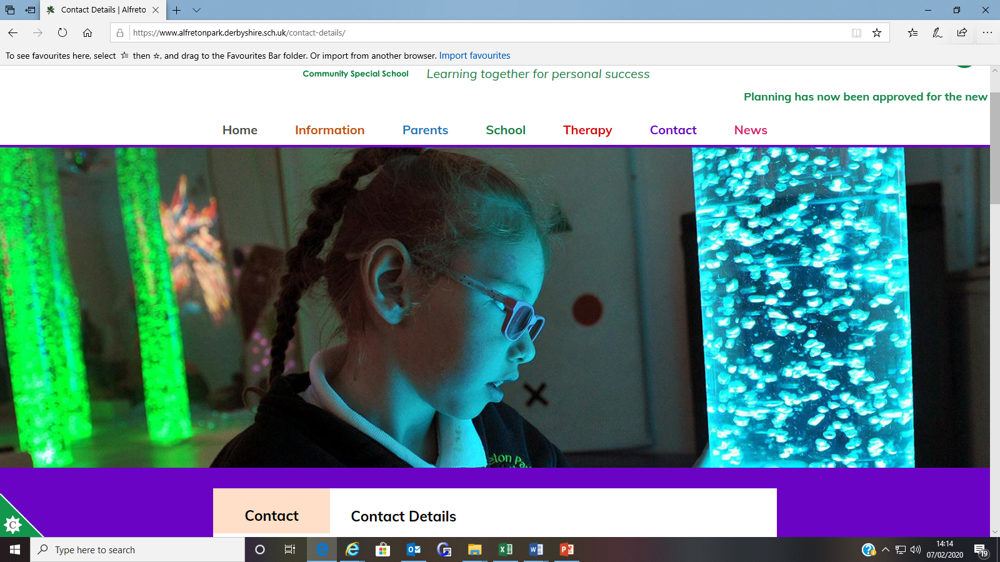 Contact Details | Alfreto
https://www.alfretonpark.derbyshire.sch.uk/contact-details/
To see favourites here, select then , and drag to the Favourites Bar folder. Or import from another browser. Import favourites
Community Special School Learning together for personal success
Planning has now been approved for the new
Home Information Parents School Therapy Contact News
elon Pa
Contact Contact Details
C
Type here to search
14:14
07/02/2020
19